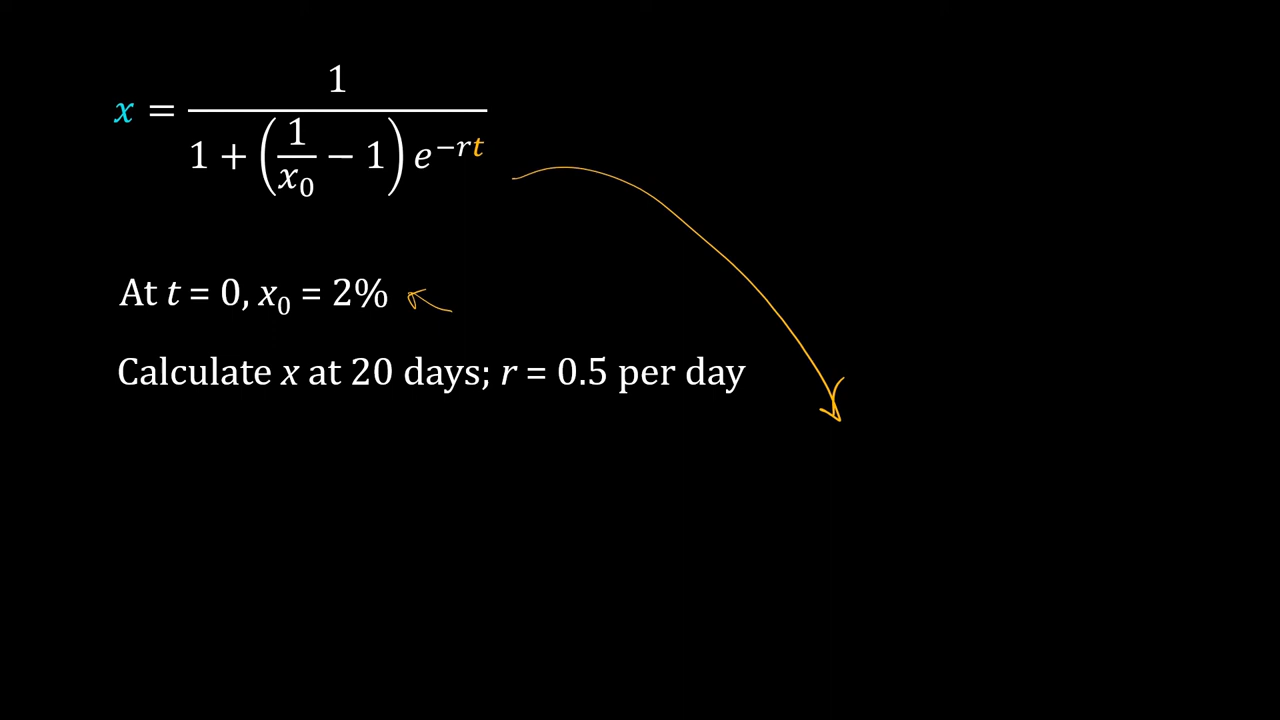 x = 1 / (1 + (1/x₀ − 1) e^(−rt))
At t = 0, x₀ = 2%
Calculate x at 20 days; r = 0.5 per day